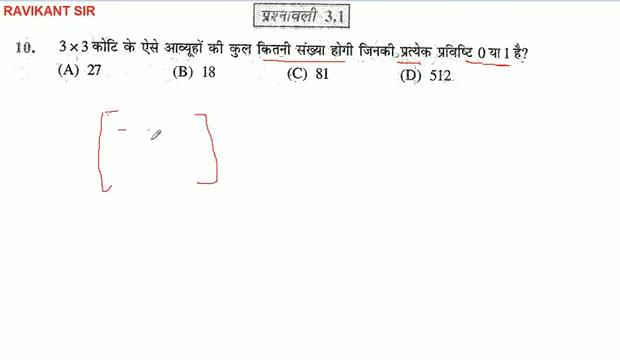 RAVIKANT SIR
प्रश्नावली 3.1
10. 3 × 3 कोटि के ऐसे आव्यूहों की कुल कितनी संख्या होगी जिनकी प्रत्येक प्रविष्टि 0 या 1 है?
(A) 27 (B) 18 (C) 81 (D) 512